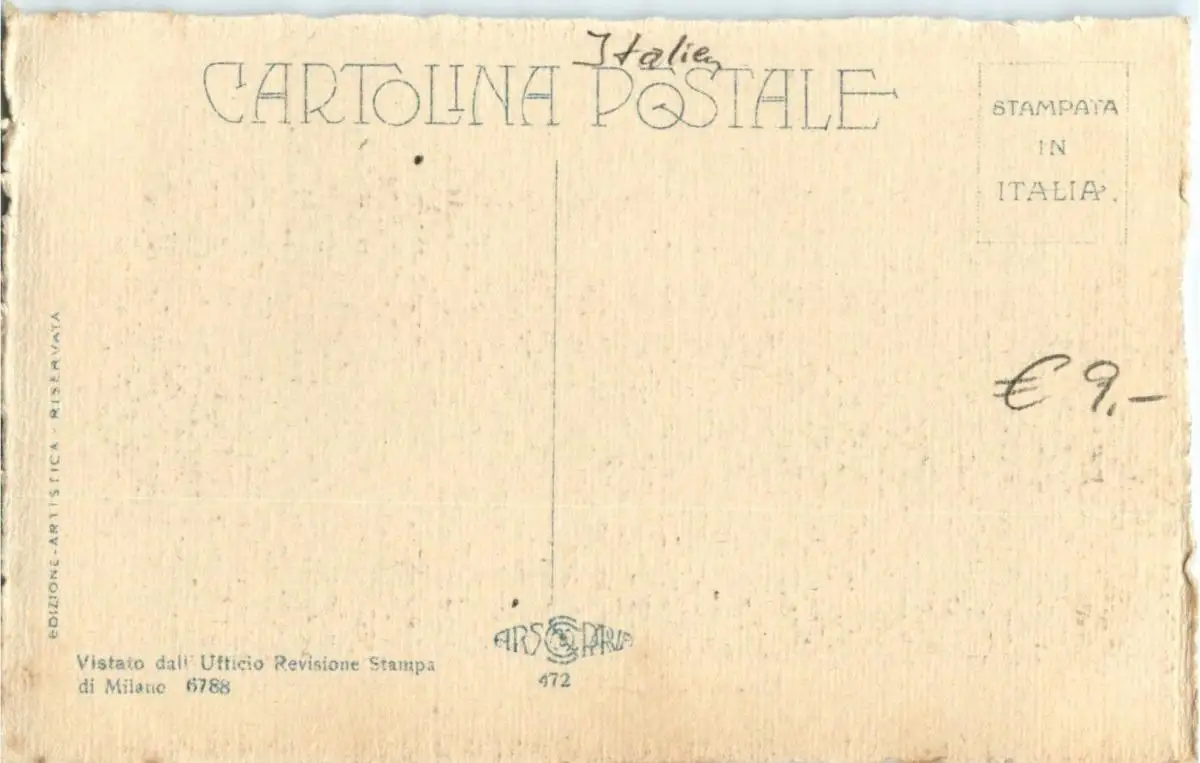 Italien
CARTOLINA POSTALE
STAMPATA
IN
ITALIA.
€ 9,-
EDIZIONE-ARTISTICA - RISERVATA
ARS PARVA
472
Vistato dall' Ufficio Revisione Stampa
di Milano 6788